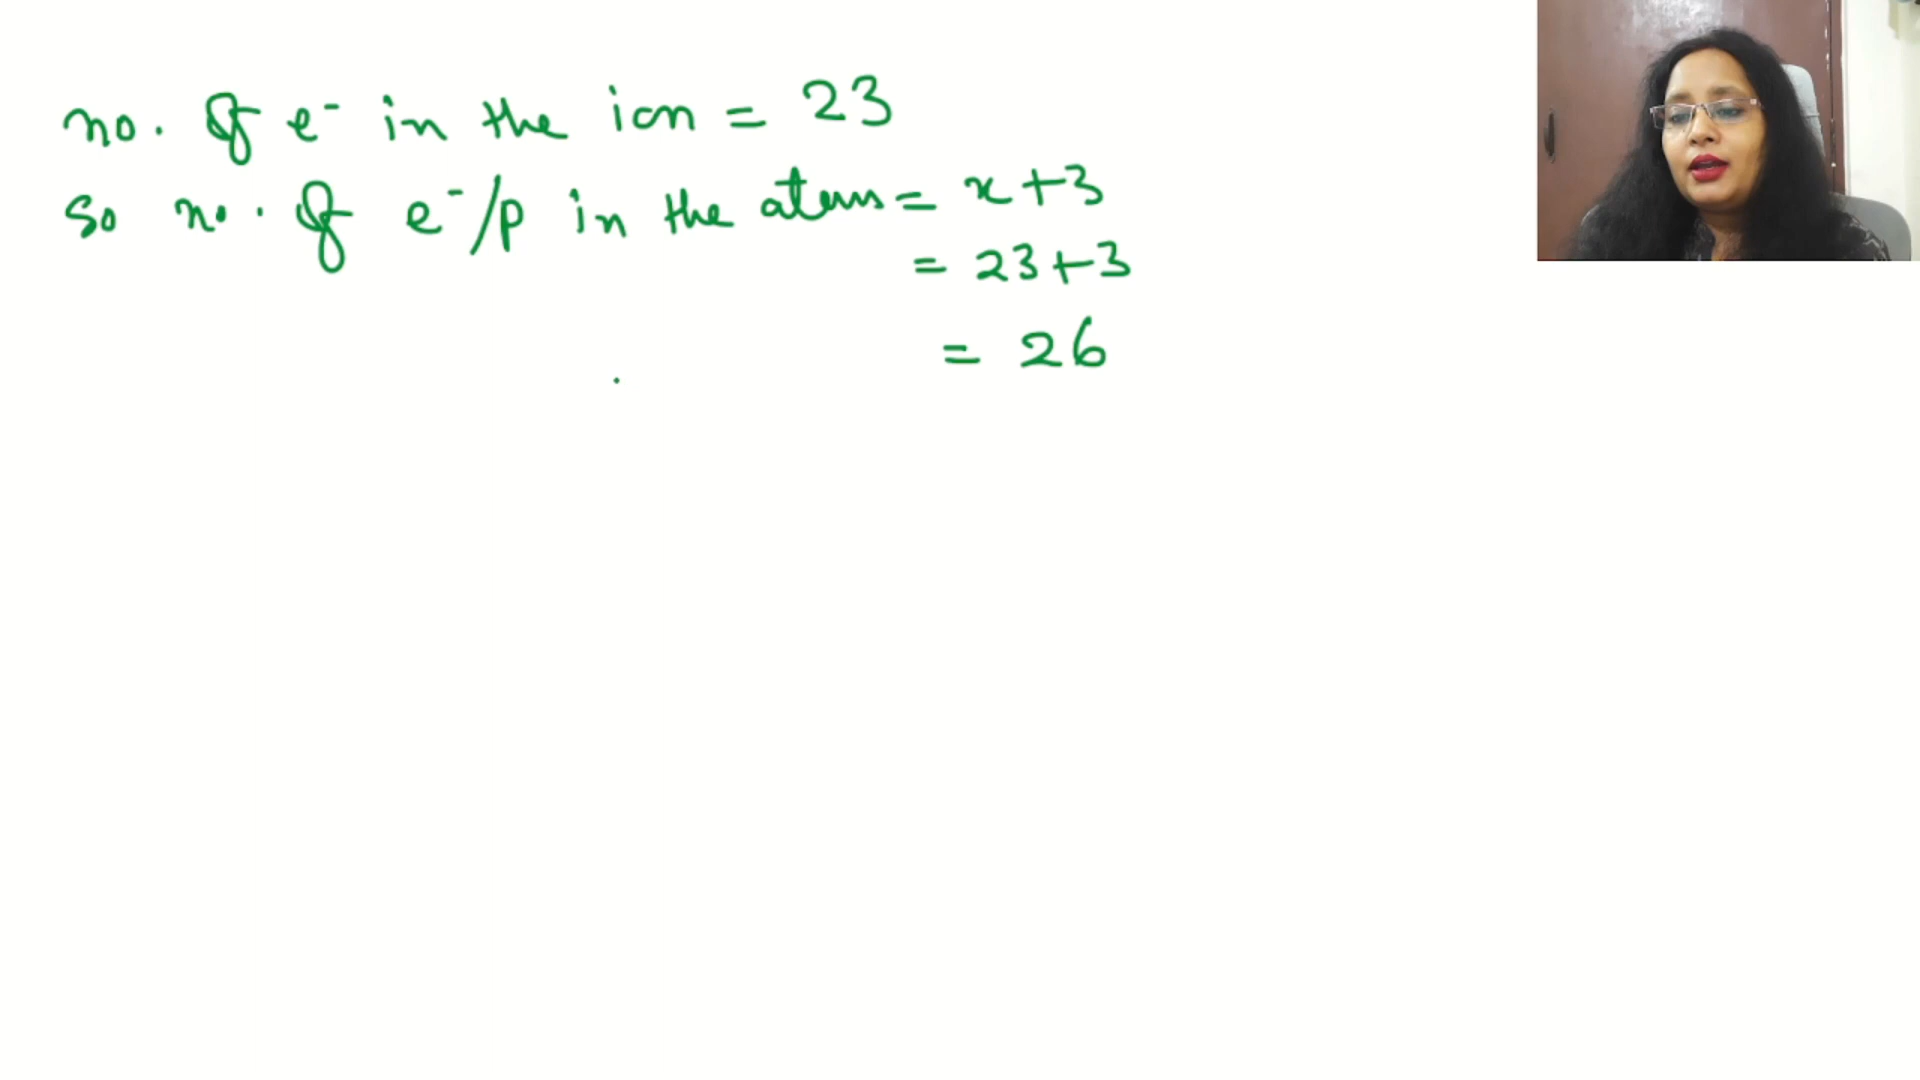 no. of e⁻ in the ion = 23
So no. of e⁻/p in the atom = x+3
= 23+3
= 26